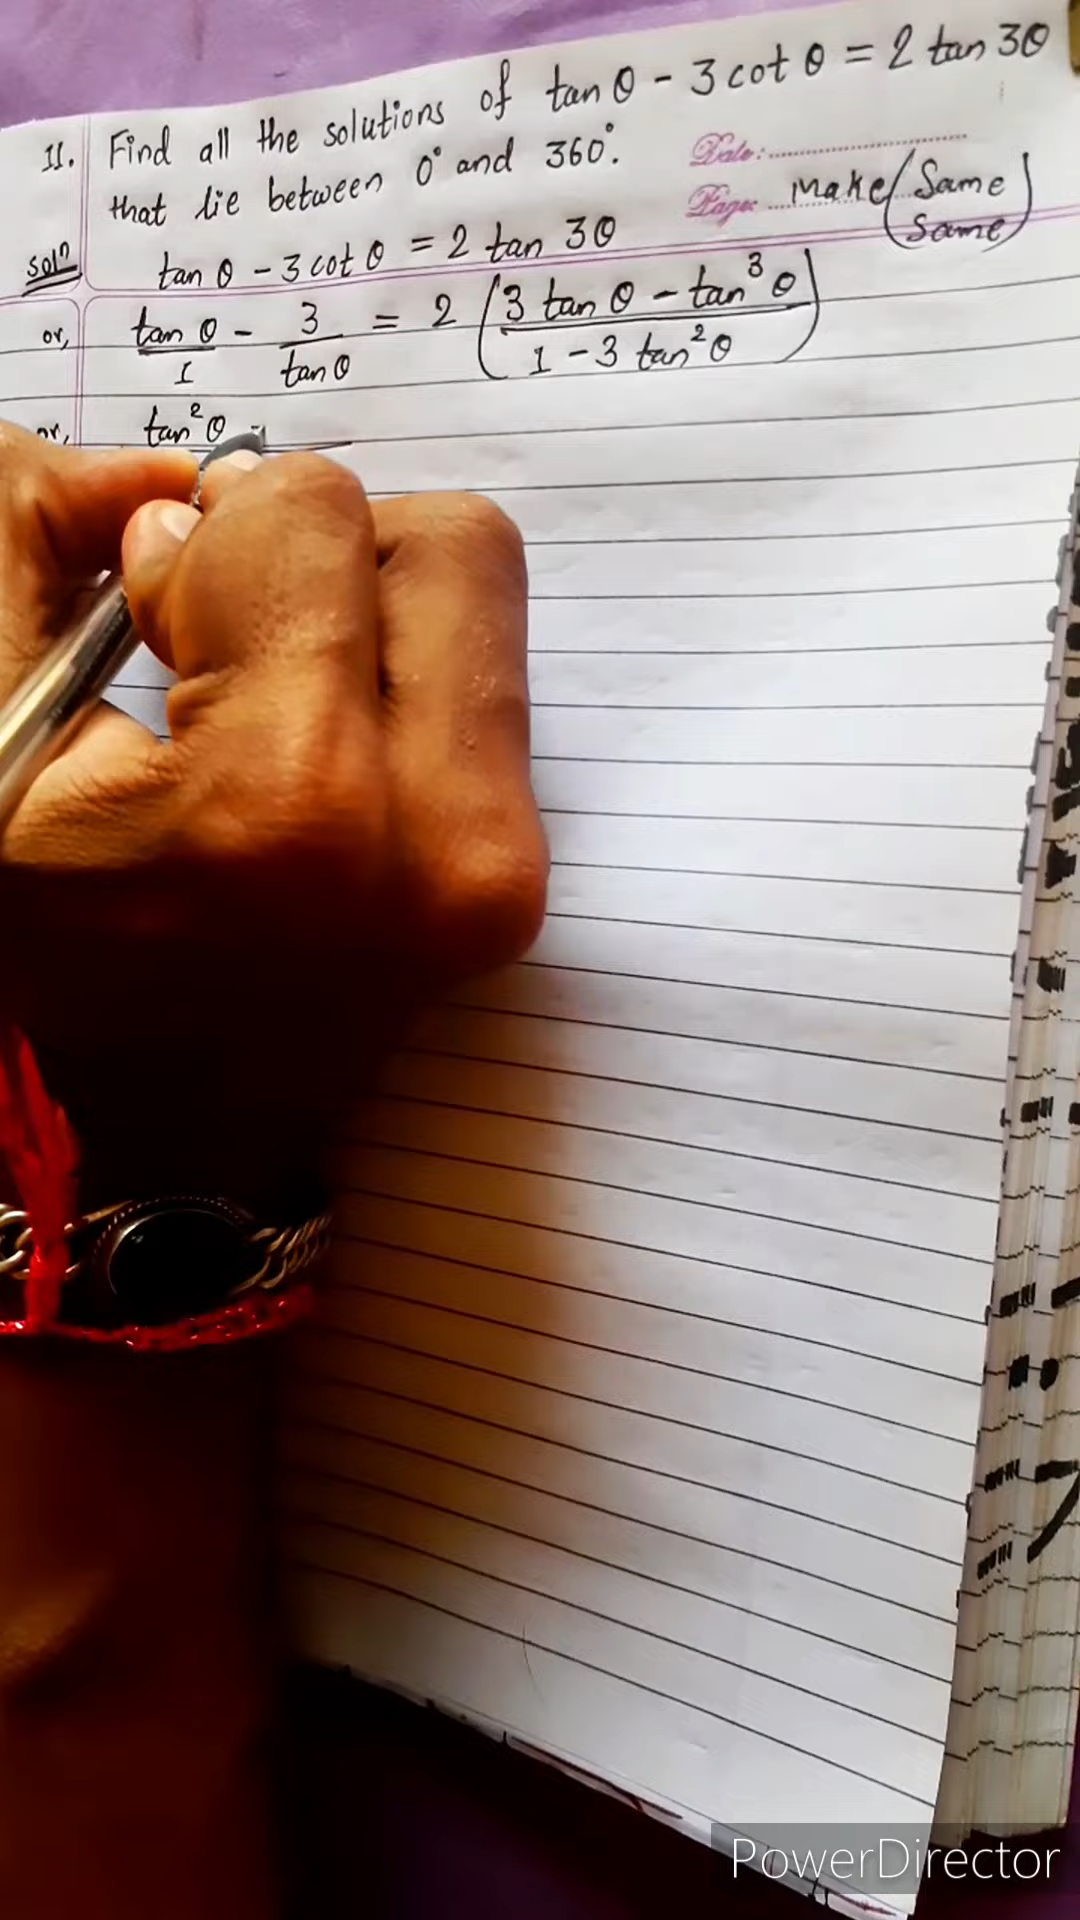 11. Find all the solutions of tan θ - 3 cot θ = 2 tan 3θ
that lie between 0° and 360°.
Date:
Page: Make (Same
Same)
Solⁿ tan θ - 3 cot θ = 2 tan 3θ
or, tan θ/1 - 3/tan θ = 2 (3 tan θ - tan³ θ/1 - 3 tan² θ)
or, tan² θ -
PowerDirector